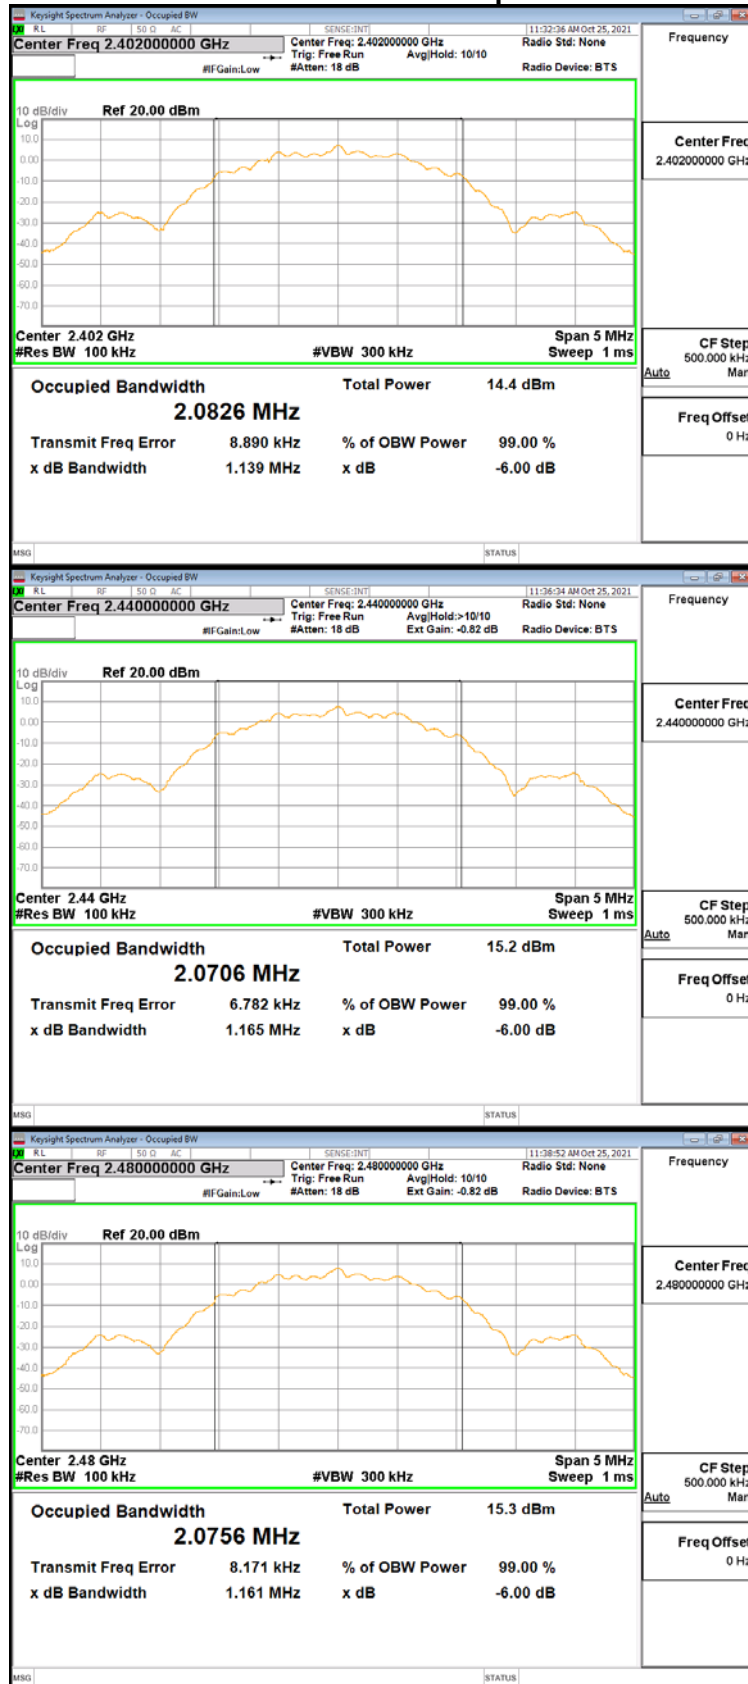 Keysight Spectrum Analyzer - Occupied BW
RL RF 50 Ω AC SENSE:INT 11:32:36 AM Oct 25, 2021
Center Freq 2.402000000 GHz Center Freq: 2.402000000 GHz Radio Std: None Frequency
Trig: Free Run Avg|Hold: 10/10
#IFGain:Low #Atten: 18 dB Radio Device: BTS
10 dB/div Ref 20.00 dBm
Log
10.0
0.00
-10.0
-20.0
-30.0
-40.0
-50.0
-60.0
-70.0
Center Freq
2.402000000 GHz
Center 2.402 GHz Span 5 MHz
#Res BW 100 kHz #VBW 300 kHz Sweep 1 ms
CF Step
500.000 kHz
Auto Man
Occupied Bandwidth Total Power 14.4 dBm
2.0826 MHz
Freq Offset
0 Hz
Transmit Freq Error 8.890 kHz % of OBW Power 99.00 %
x dB Bandwidth 1.139 MHz x dB -6.00 dB
MSG STATUS
Keysight Spectrum Analyzer - Occupied BW
RL RF 50 Ω AC SENSE:INT 11:36:34 AM Oct 25, 2021
Center Freq 2.440000000 GHz Center Freq: 2.440000000 GHz Radio Std: None Frequency
Trig: Free Run Avg|Hold:>10/10
#IFGain:Low #Atten: 18 dB Ext Gain: -0.82 dB Radio Device: BTS
10 dB/div Ref 20.00 dBm
Log
10.0
0.00
-10.0
-20.0
-30.0
-40.0
-50.0
-60.0
-70.0
Center Freq
2.440000000 GHz
Center 2.44 GHz Span 5 MHz
#Res BW 100 kHz #VBW 300 kHz Sweep 1 ms
CF Step
500.000 kHz
Auto Man
Occupied Bandwidth Total Power 15.2 dBm
2.0706 MHz
Freq Offset
0 Hz
Transmit Freq Error 6.782 kHz % of OBW Power 99.00 %
x dB Bandwidth 1.165 MHz x dB -6.00 dB
MSG STATUS
Keysight Spectrum Analyzer - Occupied BW
RL RF 50 Ω AC SENSE:INT 11:38:52 AM Oct 25, 2021
Center Freq 2.480000000 GHz Center Freq: 2.480000000 GHz Radio Std: None Frequency
Trig: Free Run Avg|Hold: 10/10
#IFGain:Low #Atten: 18 dB Ext Gain: -0.82 dB Radio Device: BTS
10 dB/div Ref 20.00 dBm
Log
10.0
0.00
-10.0
-20.0
-30.0
-40.0
-50.0
-60.0
-70.0
Center Freq
2.480000000 GHz
Center 2.48 GHz Span 5 MHz
#Res BW 100 kHz #VBW 300 kHz Sweep 1 ms
CF Step
500.000 kHz
Auto Man
Occupied Bandwidth Total Power 15.3 dBm
2.0756 MHz
Freq Offset
0 Hz
Transmit Freq Error 8.171 kHz % of OBW Power 99.00 %
x dB Bandwidth 1.161 MHz x dB -6.00 dB
MSG STATUS